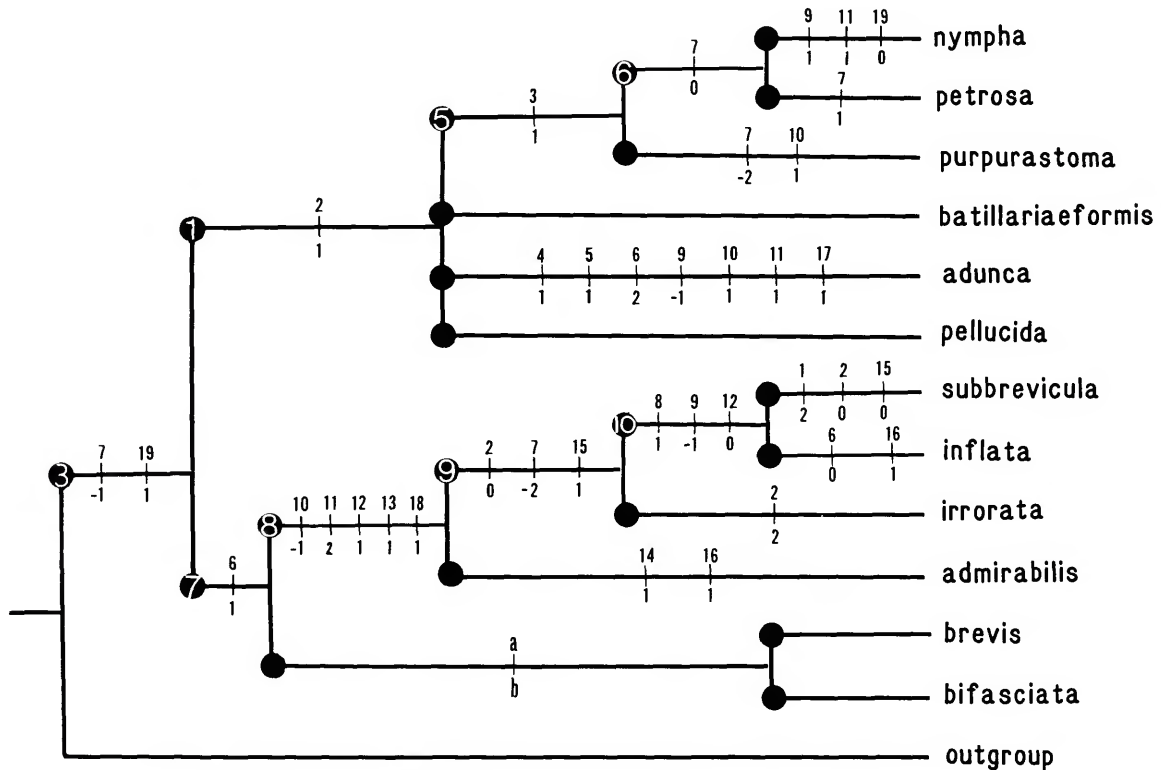 9 11 19
1 1 0
nympha
7
0
6
7
1
petrosa
3
1
5
7 10
-2 1
purpurastoma
batillariaeformis
2
1
1
4 5 6 9 10 11 17
1 1 2 -1 1 1 1
adunca
pellucida
1 2 15
2 0 0
subbrevicula
8 9 12
1 -1 0
10
6 16
0 1
inflata
2 7 15
0 -2 1
9
7 19
-1 1
3
2
2
irrorata
10 11 12 13 18
-1 2 1 1 1
8
14 16
1 1
admirabilis
6
1
7
brevis
a
b
bifasciata
outgroup